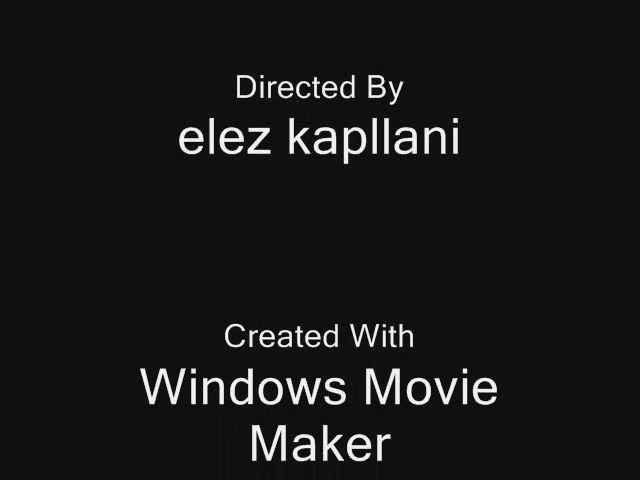 Directed By
elez kapllani
Created With
Windows Movie
Maker